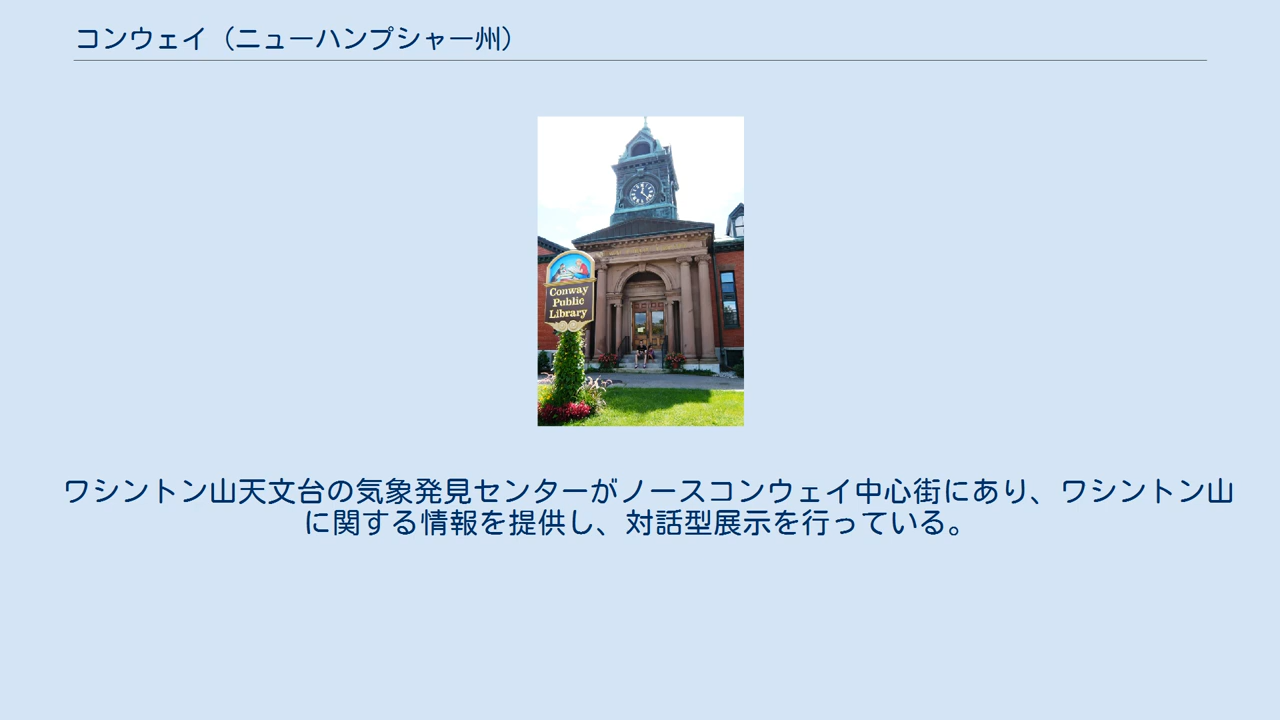 コンウェイ（ニューハンプシャー州）
Conway
Public
Library
ワシントン山天文台の気象発見センターがノースコンウェイ中心街にあり、ワシントン山
に関する情報を提供し、対話型展示を行っている。